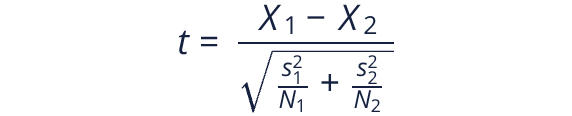 t = (X₁ − X₂) / √(s₁²/N₁ + s₂²/N₂)